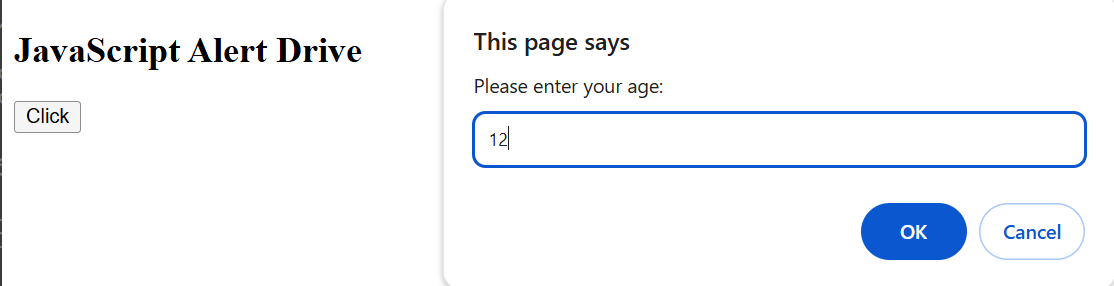 JavaScript Alert Drive
Click
This page says
Please enter your age:
12
OK
Cancel